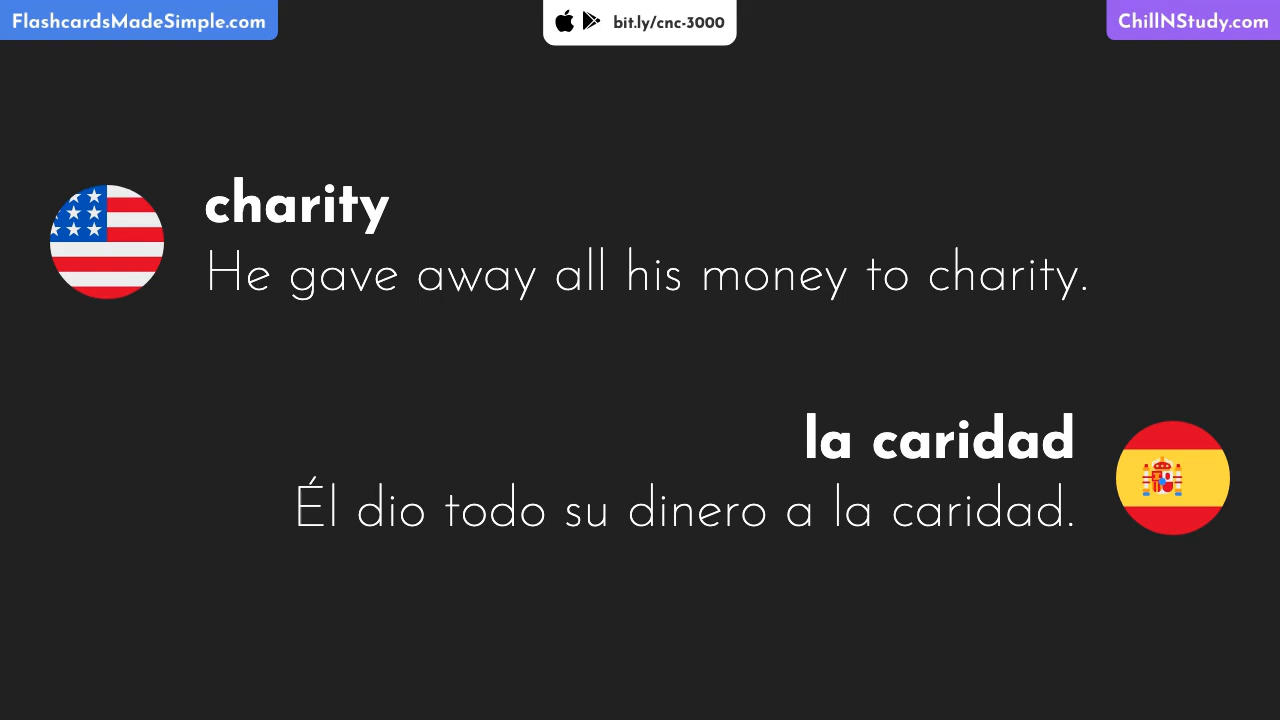 FlashcardsMadeSimple.com
bit.ly/cnc-3000
ChillNStudy.com
charity
He gave away all his money to charity.
la caridad
Él dio todo su dinero a la caridad.